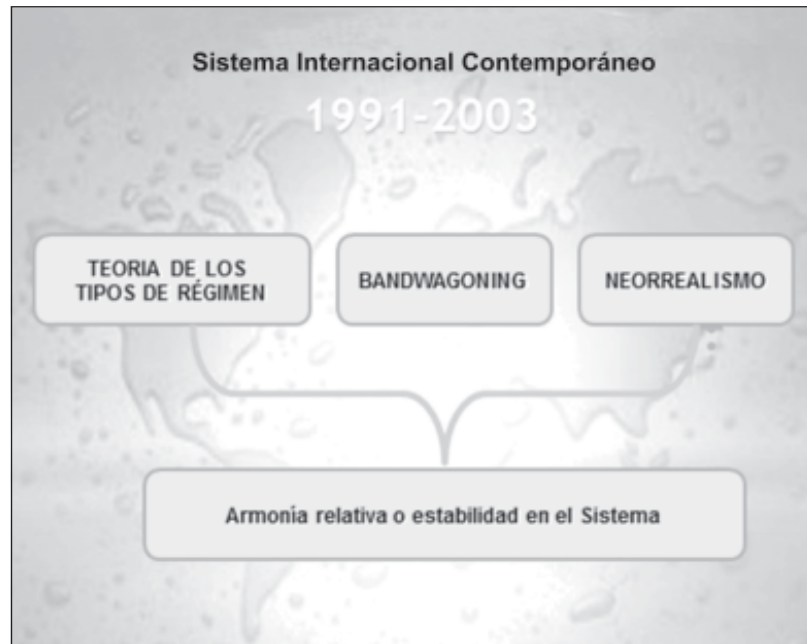 Sistema Internacional Contemporáneo
1991-2003
TEORIA DE LOS
TIPOS DE RÉGIMEN
BANDWAGONING
NEORREALISMO
Armonía relativa o estabilidad en el Sistema